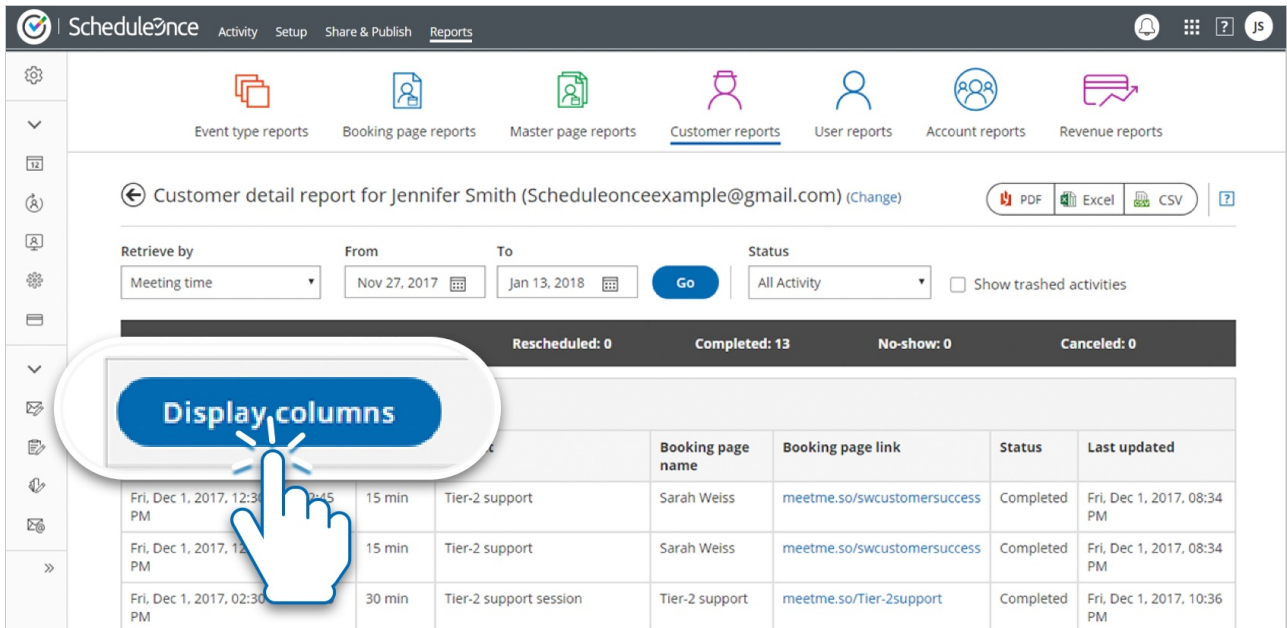 ScheduleOnce Activity Setup Share & Publish Reports ? JS
12
Event type reports Booking page reports Master page reports Customer reports User reports Account reports Revenue reports
Customer detail report for Jennifer Smith (Scheduleonceexample@gmail.com) (Change) PDF Excel CSV ?
Retrieve by From To Status
Meeting time Nov 27, 2017 Jan 13, 2018 Go All Activity Show trashed activities
Rescheduled: 0 Completed: 13 No-show: 0 Canceled: 0
Display columns
Booking page Booking page link Status Last updated
name
Fri, Dec 1, 2017, 15 min Tier-2 support Sarah Weiss meetme.so/swcustomersuccess Completed Fri, Dec 1, 2017, 08:34
PM PM
Fri, Dec 1, 2017, 15 min Tier-2 support Sarah Weiss meetme.so/swcustomersuccess Completed Fri, Dec 1, 2017, 08:34
PM PM
Fri, Dec 1, 2017, 02:30 30 min Tier-2 support session Tier-2 support meetme.so/Tier-2support Completed Fri, Dec 1, 2017, 10:36
PM PM